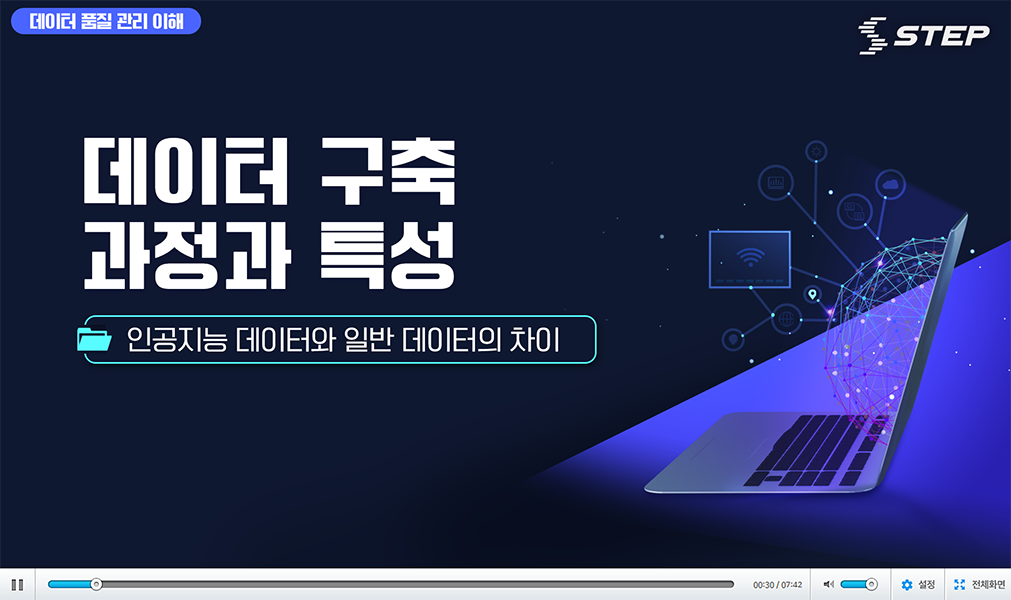 데이터 품질 관리 이해
STEP
데이터 구축
과정과 특성
인공지능 데이터와 일반 데이터의 차이
00:30 / 07:42
설정
전체화면